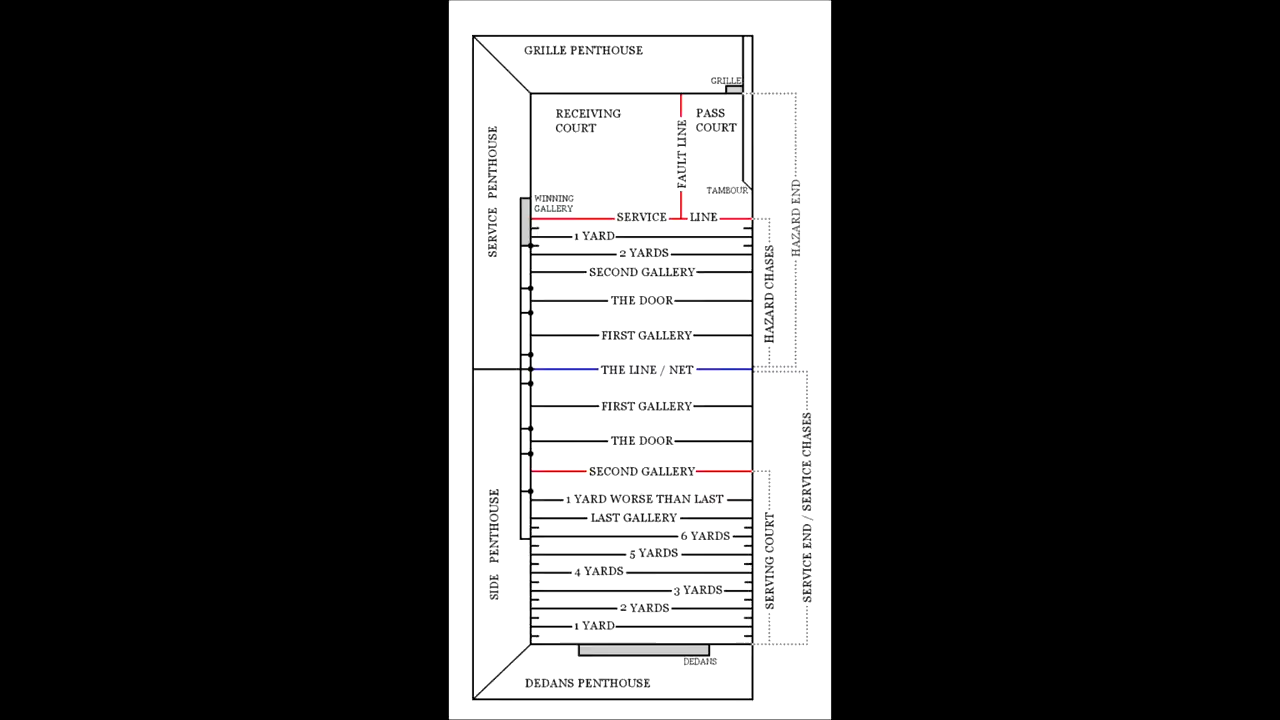 GRILLE PENTHOUSE
GRILLE
RECEIVING
COURT
PASS
COURT
FAULT LINE
TAMBOUR
SERVICE PENTHOUSE
WINNING
GALLERY
SERVICE LINE
1 YARD
2 YARDS
SECOND GALLERY
THE DOOR
FIRST GALLERY
THE LINE / NET
FIRST GALLERY
THE DOOR
SECOND GALLERY
1 YARD WORSE THAN LAST
LAST GALLERY
6 YARDS
5 YARDS
4 YARDS
3 YARDS
2 YARDS
1 YARD
SIDE PENTHOUSE
DEDANS
DEDANS PENTHOUSE
HAZARD CHASES
HAZARD END
SERVING COURT
SERVICE END / SERVICE CHASES